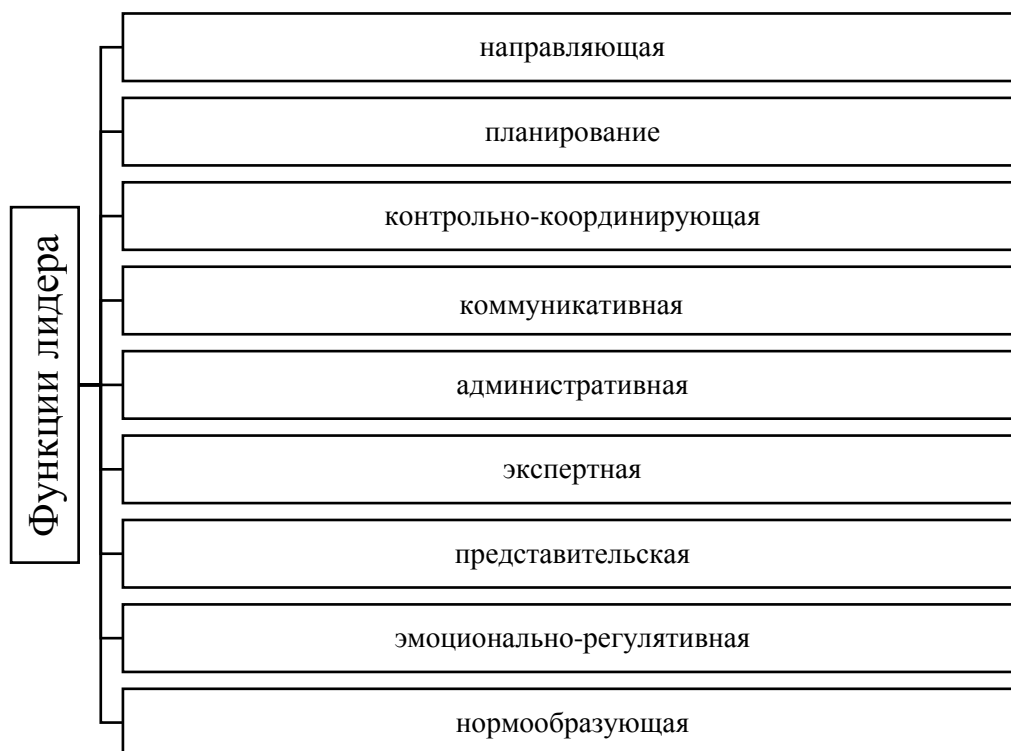 Функции лидера
направляющая
планирование
контрольно-координирующая
коммуникативная
административная
экспертная
представительская
эмоционально-регулятивная
нормообразующая